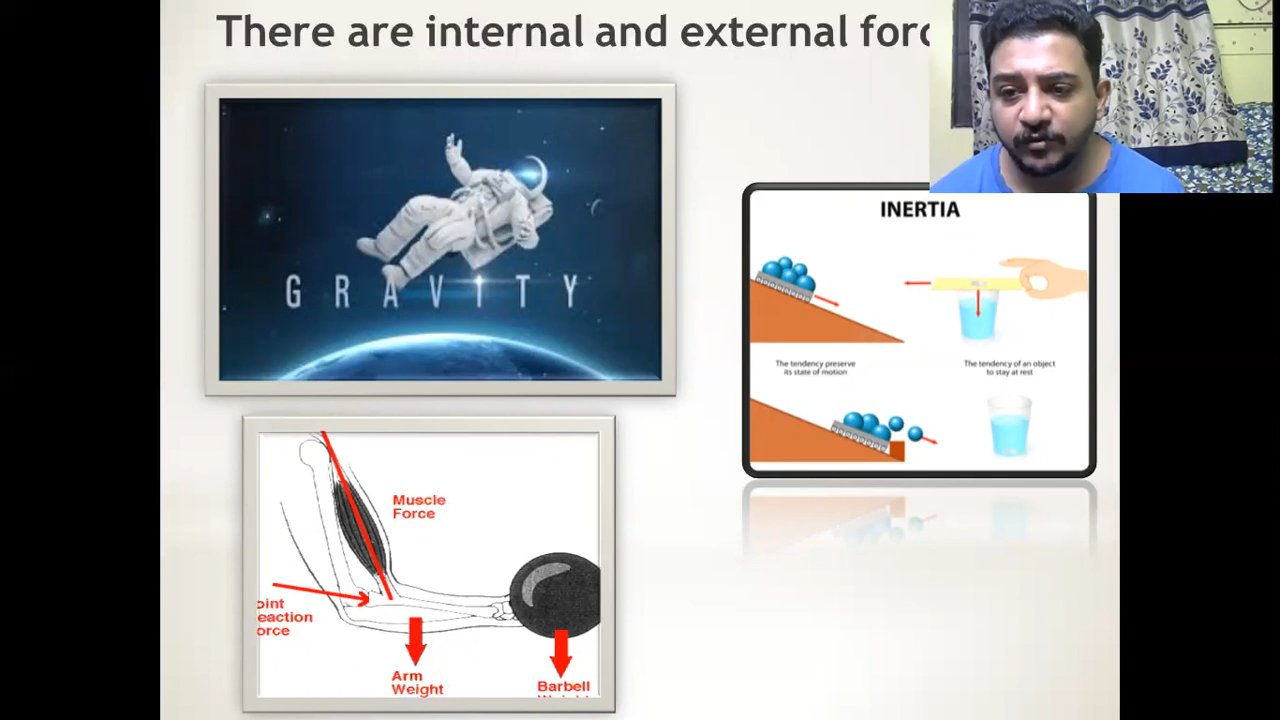 There are internal and external forc
GRAVITY
INERTIA
The tendency preserve
its state of motion
The tendency of an object
to stay at rest
Muscle
Force
oint
eaction
orce
Arm
Weight
Barbell